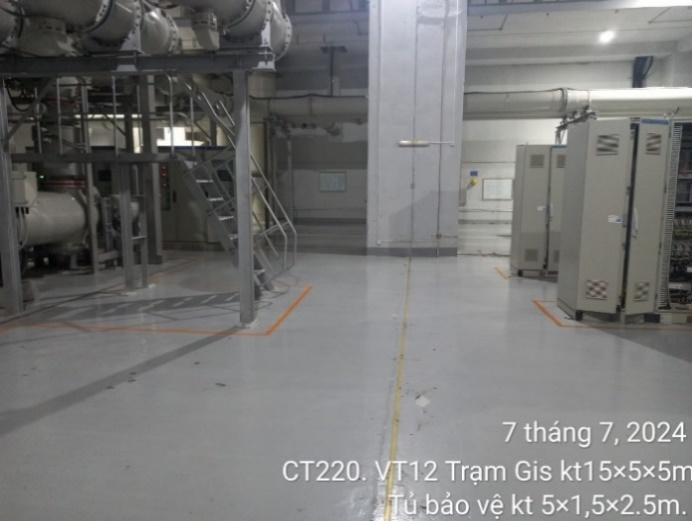 7 tháng 7, 2024
CT220. VT12 Trạm Gis kt15×5×5m
Tủ bảo vệ kt 5×1,5×2.5m.